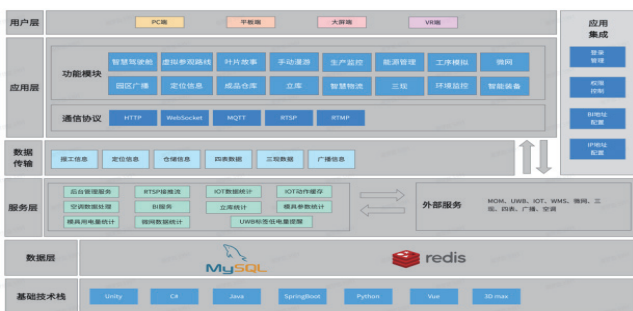 用户层
PC端 平板端 大屏端 VR端
应用层
功能模块
智慧驾驶舱 虚拟参观路线 叶片故事 手动漫游 生产监控 能源管理 工序模拟 微网
园区广播 定位信息 成品仓库 立库 智慧物流 三现 环境监控 智能装备
通信协议
HTTP WebSocket MQTT RTSP RTMP
应用
集成
登录
管理
权限
控制
BI地址
配置
IP地址
配置
数据
传输
报工信息 定位信息 仓储信息 四表数据 三现数据 广播信息
服务层
后台管理服务 RTSP插推流 IOT数据统计 IOT动作缓存
空调数据处理 BI服务 立库统计 模具参数统计
模具用电量统计 微网数据统计 UWB标签低电量提醒
外部服务
MOM、UWB、IOT、WMS、微网、三
现、四表、广播、空调
数据层
MySQL
redis
基础技术栈
Unity C# Java SpringBoot Python Vue 3D max